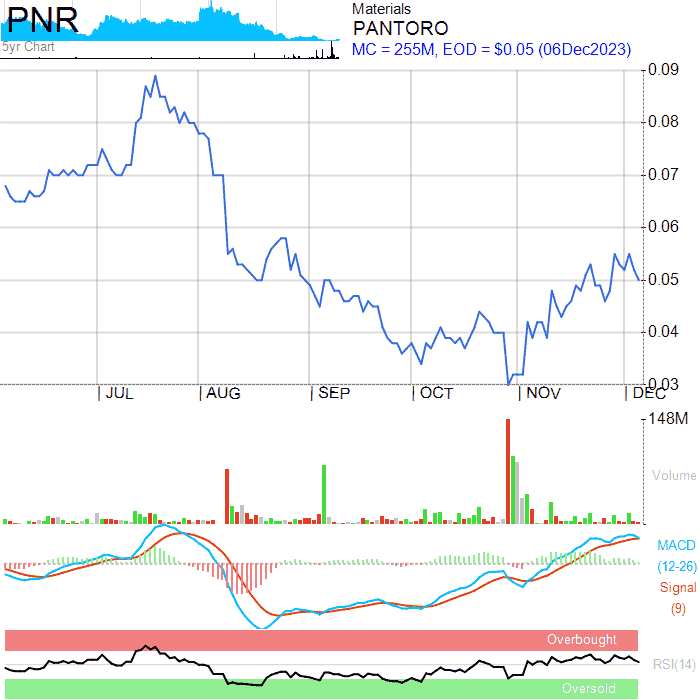 PNR
5yr Chart
Materials
PANTORO
MC = 255M, EOD = $0.05 (06Dec2023)
0.09
0.08
0.07
0.06
0.05
0.04
0.03
JUL
AUG
SEP
OCT
NOV
DEC
148M
Volume
MACD
(12-26)
Signal
(9)
Overbought
RSI(14)
Oversold